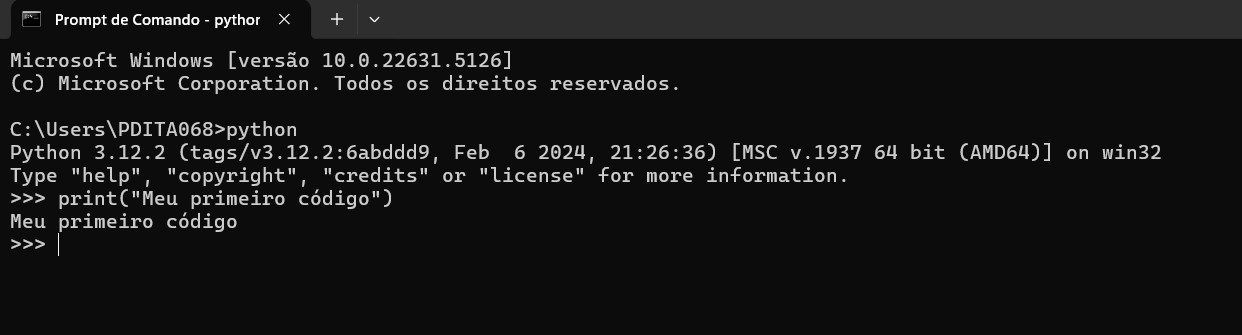 Prompt de Comando - python
Microsoft Windows [versão 10.0.22631.5126]
(c) Microsoft Corporation. Todos os direitos reservados.
C:\Users\PDITA068>python
Python 3.12.2 (tags/v3.12.2:6abddd9, Feb  6 2024, 21:26:36) [MSC v.1937 64 bit (AMD64)] on win32
Type "help", "copyright", "credits" or "license" for more information.
>>> print("Meu primeiro código")
Meu primeiro código
>>>